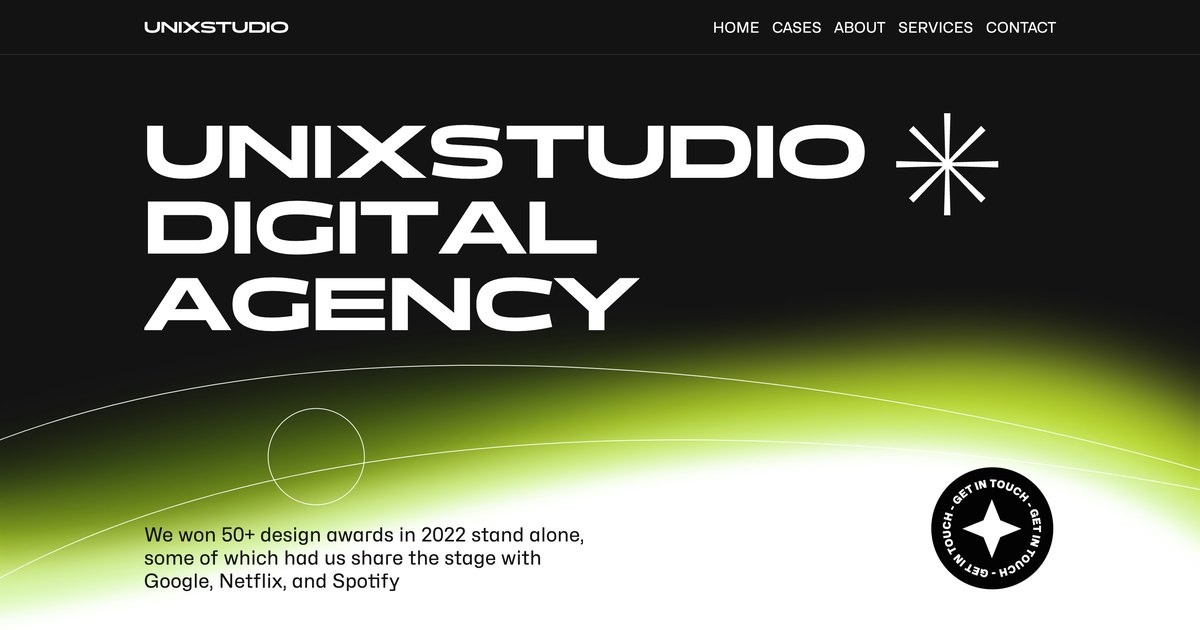 UNIXSTUDIO
HOME CASES ABOUT SERVICES CONTACT
UNIXSTUDIO
DIGITAL
AGENCY
We won 50+ design awards in 2022 stand alone,
some of which had us share the stage with
Google, Netflix, and Spotify
GET IN TOUCH - GET IN TOUCH - GET IN TOUCH -